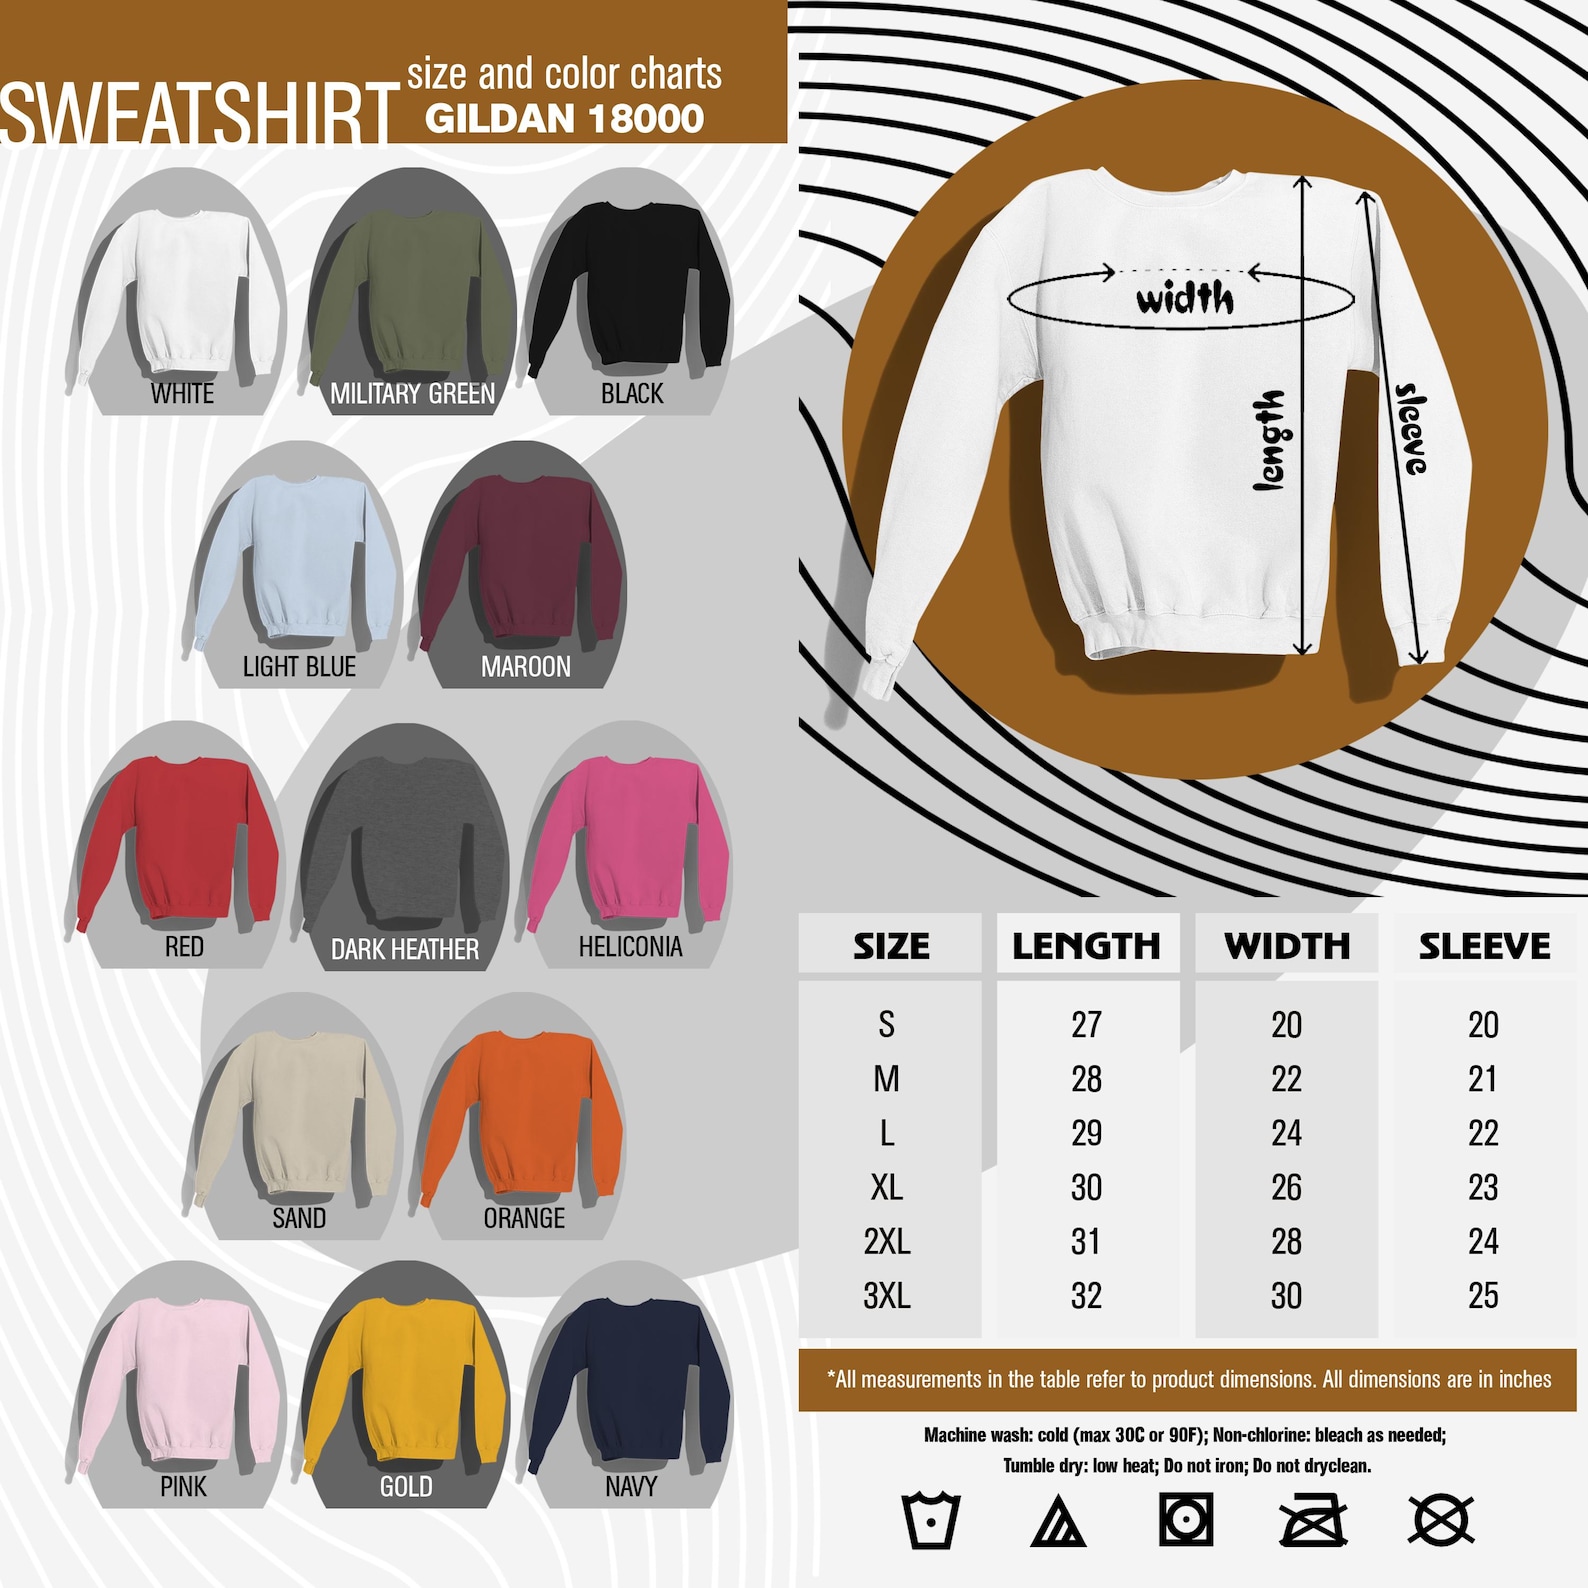 SWEATSHIRT
size and color charts
GILDAN 18000
WHITE
MILITARY GREEN
BLACK
LIGHT BLUE
MAROON
RED
DARK HEATHER
HELICONIA
SAND
ORANGE
PINK
GOLD
NAVY
width
length
sleeve
SIZE LENGTH WIDTH SLEEVE
S 27 20 20
M 28 22 21
L 29 24 22
XL 30 26 23
2XL 31 28 24
3XL 32 30 25
*All measurements in the table refer to product dimensions. All dimensions are in inches
Machine wash: cold (max 30C or 90F); Non-chlorine: bleach as needed;
Tumble dry: low heat; Do not iron; Do not dryclean.